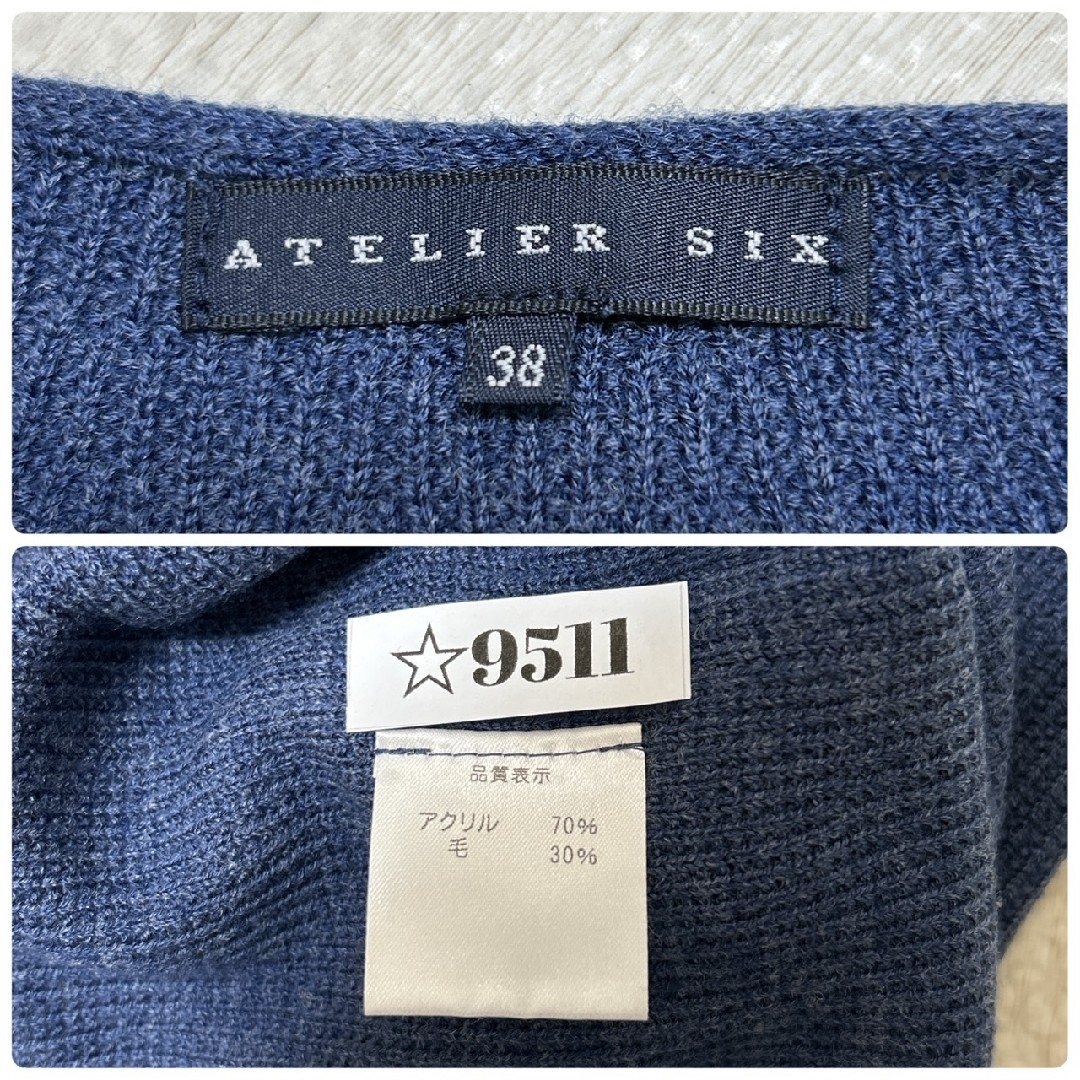 ATELIER SIX
38
☆9511
品質表示
アクリル 70%
毛 30%